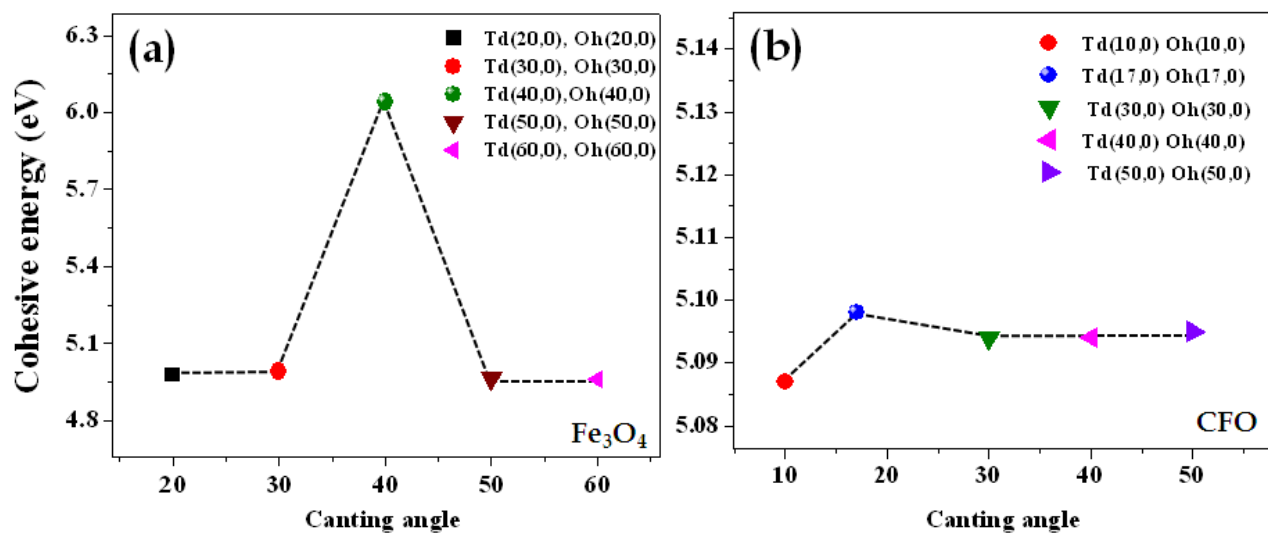 (a)
Td(20,0), Oh(20,0)
Td(30,0), Oh(30,0)
Td(40,0),Oh(40,0)
Td(50,0), Oh(50,0)
Td(60,0), Oh(60,0)
Cohesive energy (eV)
6.3
6.0
5.7
5.4
5.1
4.8
Fe₃O₄
20 30 40 50 60
Canting angle
(b)
Td(10,0) Oh(10,0)
Td(17,0) Oh(17,0)
Td(30,0) Oh(30,0)
Td(40,0) Oh(40,0)
Td(50,0) Oh(50,0)
5.14
5.13
5.12
5.11
5.10
5.09
5.08
CFO
10 20 30 40 50
Canting angle